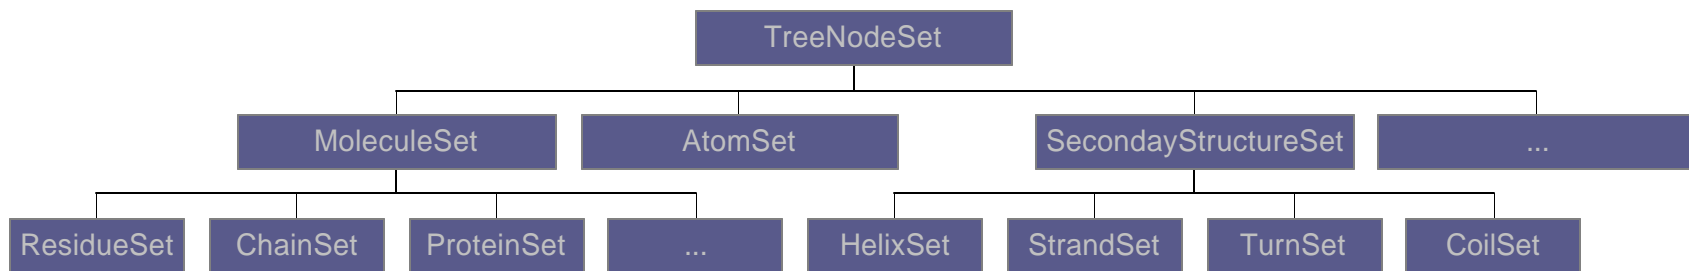 TreeNodeSet
MoleculeSet
AtomSet
SecondayStructureSet
...
ResidueSet
ChainSet
ProteinSet
...
HelixSet
StrandSet
TurnSet
CoilSet